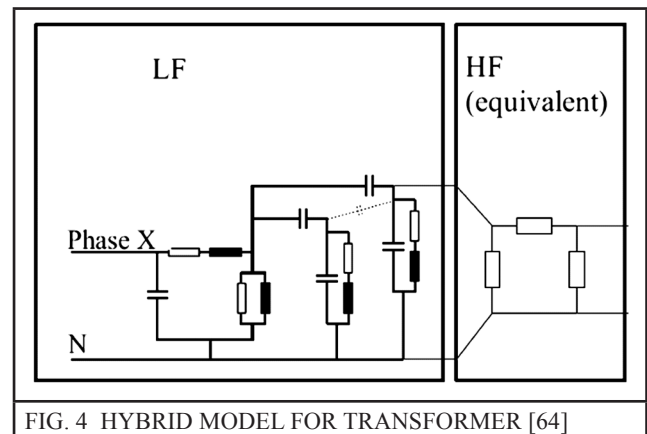 LF
HF
(equivalent)
Phase X
N
FIG. 4 HYBRID MODEL FOR TRANSFORMER [64]